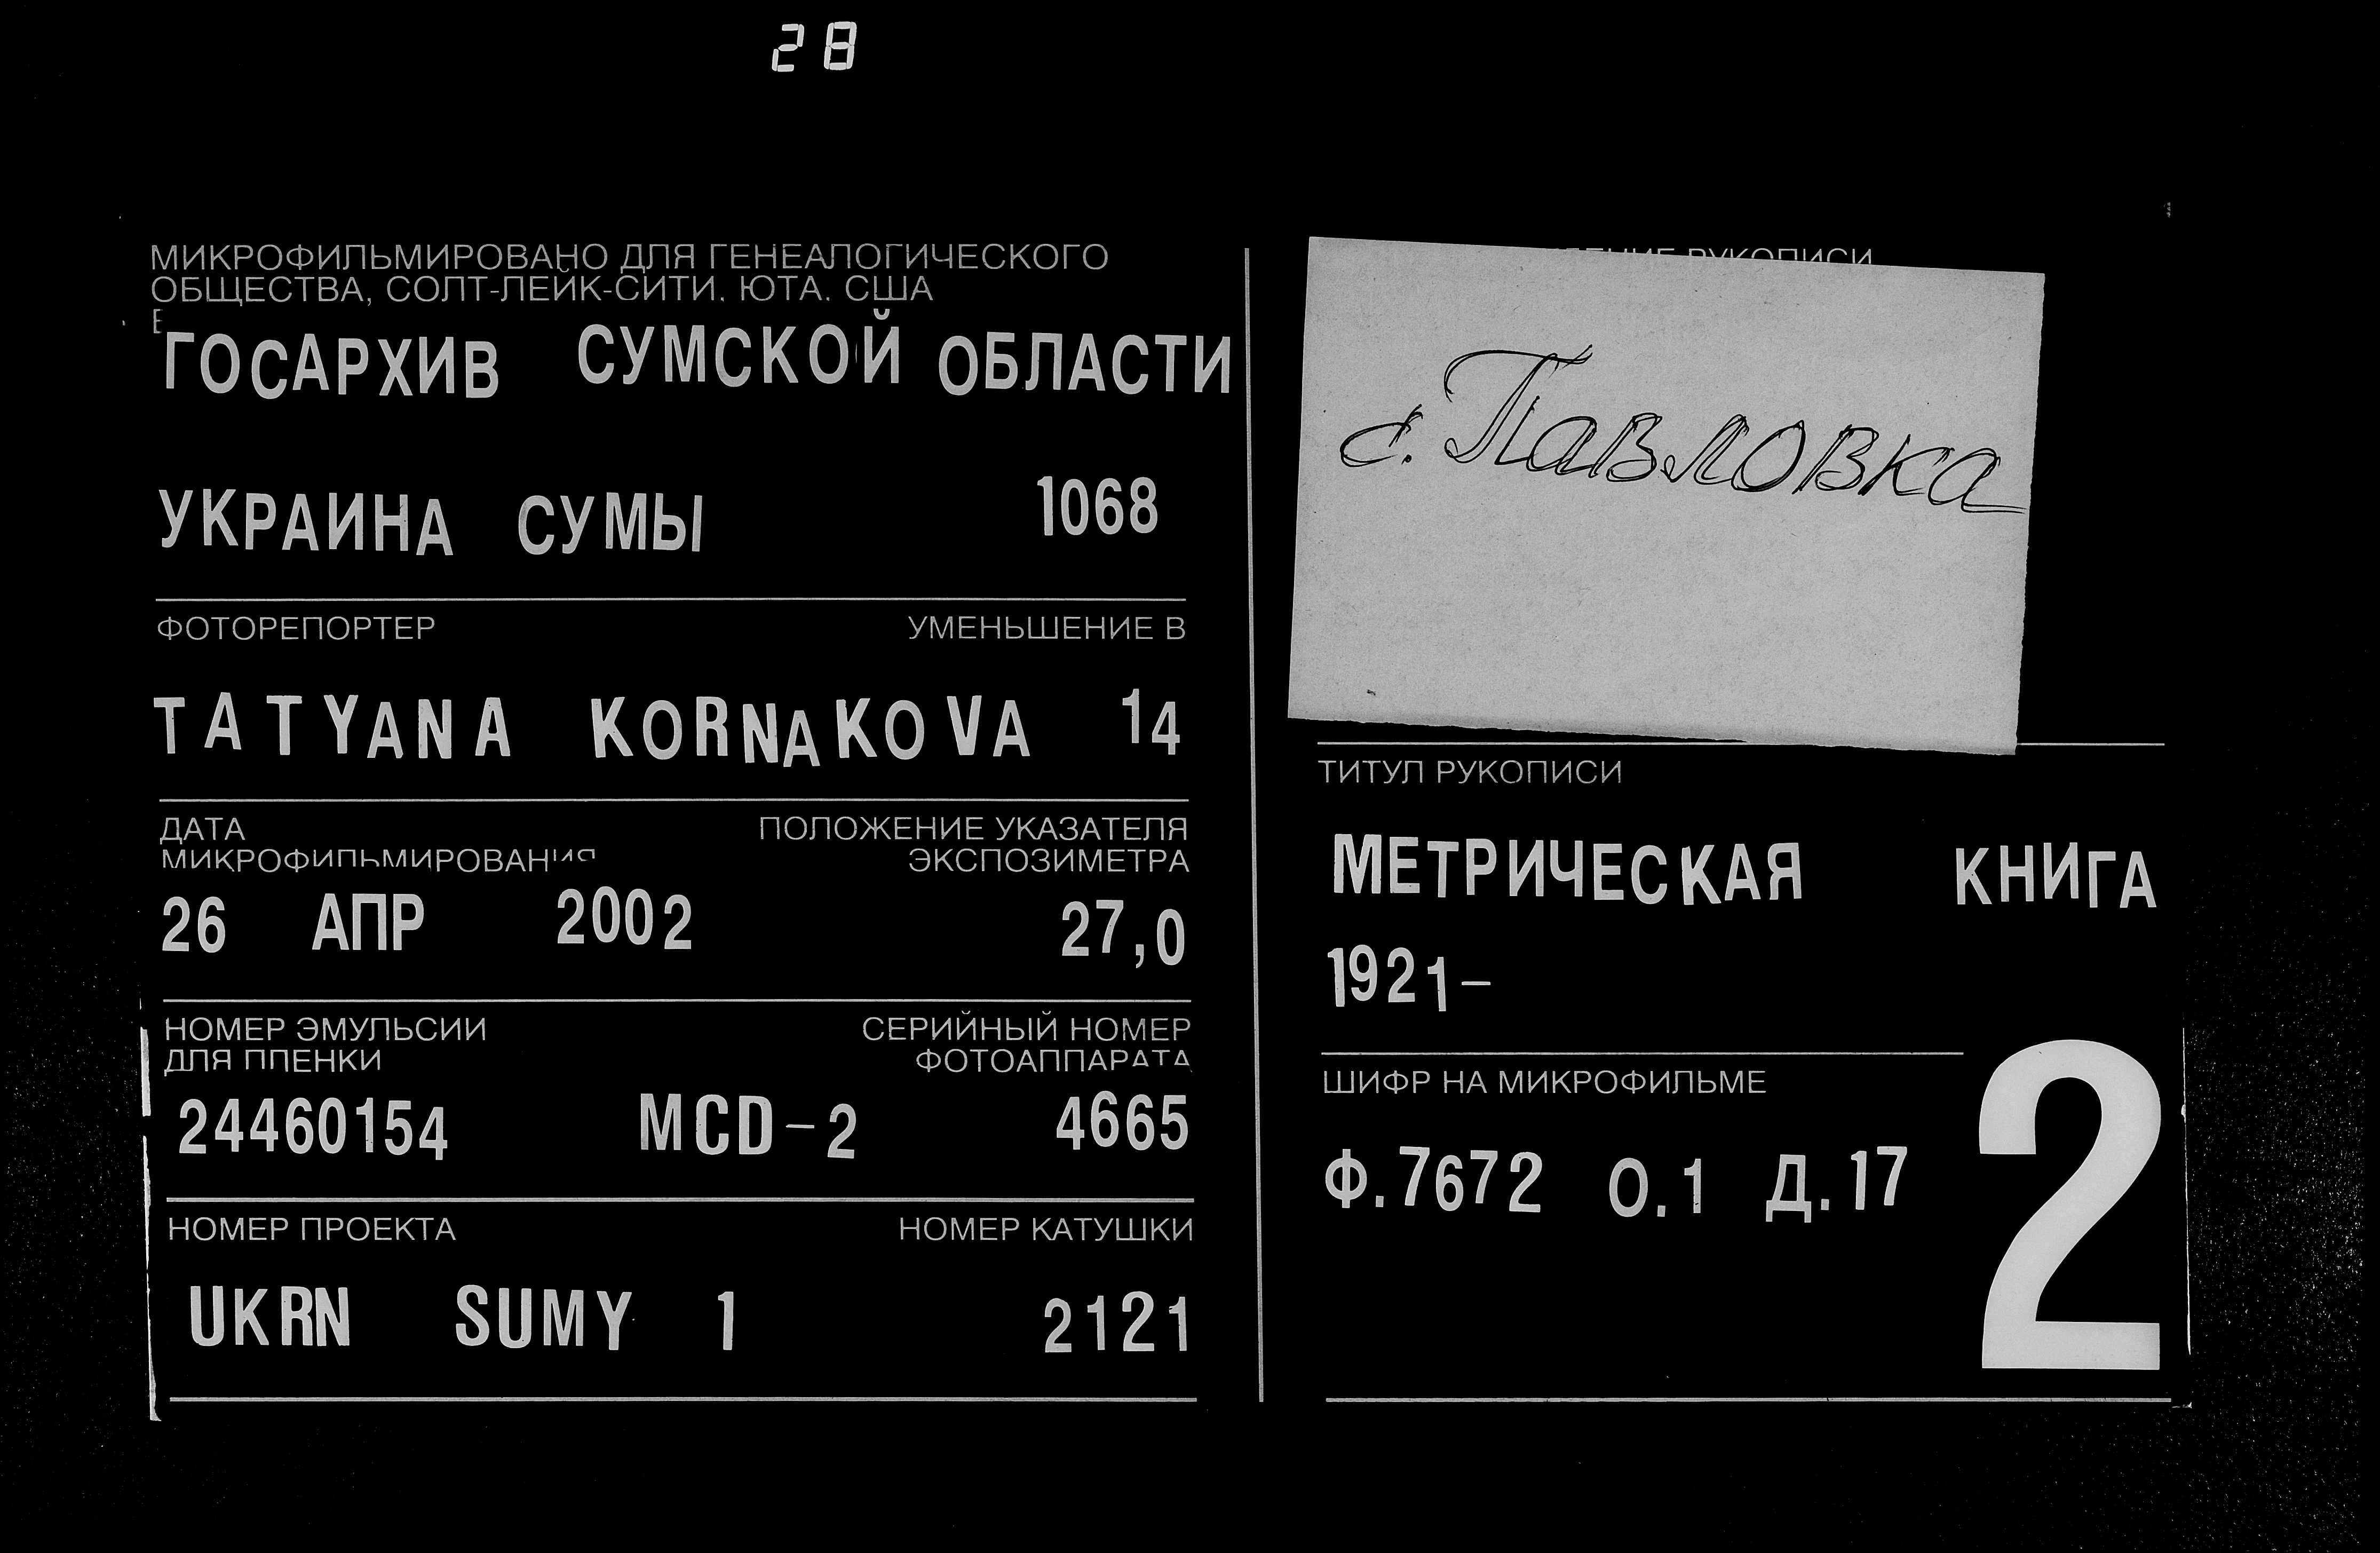 28
МИКРОФИЛЬМИРОВАНО ДЛЯ ГЕНЕАЛОГИЧЕСКОГО
ОБЩЕСТВА, СОЛТ-ЛЕЙК-СИТИ, ЮТА, США
ГОСАРХИВ СУМСКОЙ ОБЛАСТИ
УКРАИНА СУМЫ 1068
ФОТОРЕПОРТЕР УМЕНЬШЕНИЕ В
TATYANA KORNAKOVA 14
ДАТА ПОЛОЖЕНИЕ УКАЗАТЕЛЯ
МИКРОФИЛЬМИРОВАНИЯ ЭКСПОЗИМЕТРА
26 АПР 2002 27,0
НОМЕР ЭМУЛЬСИИ СЕРИЙНЫЙ НОМЕР
ДЛЯ ПЛЕНКИ ФОТОАППАРАТА
24460154 MCD-2 4665
НОМЕР ПРОЕКТА НОМЕР КАТУШКИ
UKRN SUMY 1 2121
РУКОПИСИ
с. Павловка
ТИТУЛ РУКОПИСИ
МЕТРИЧЕСКАЯ КНИГА
1921-
ШИФР НА МИКРОФИЛЬМЕ
Ф.7672 О.1 Д.17
2